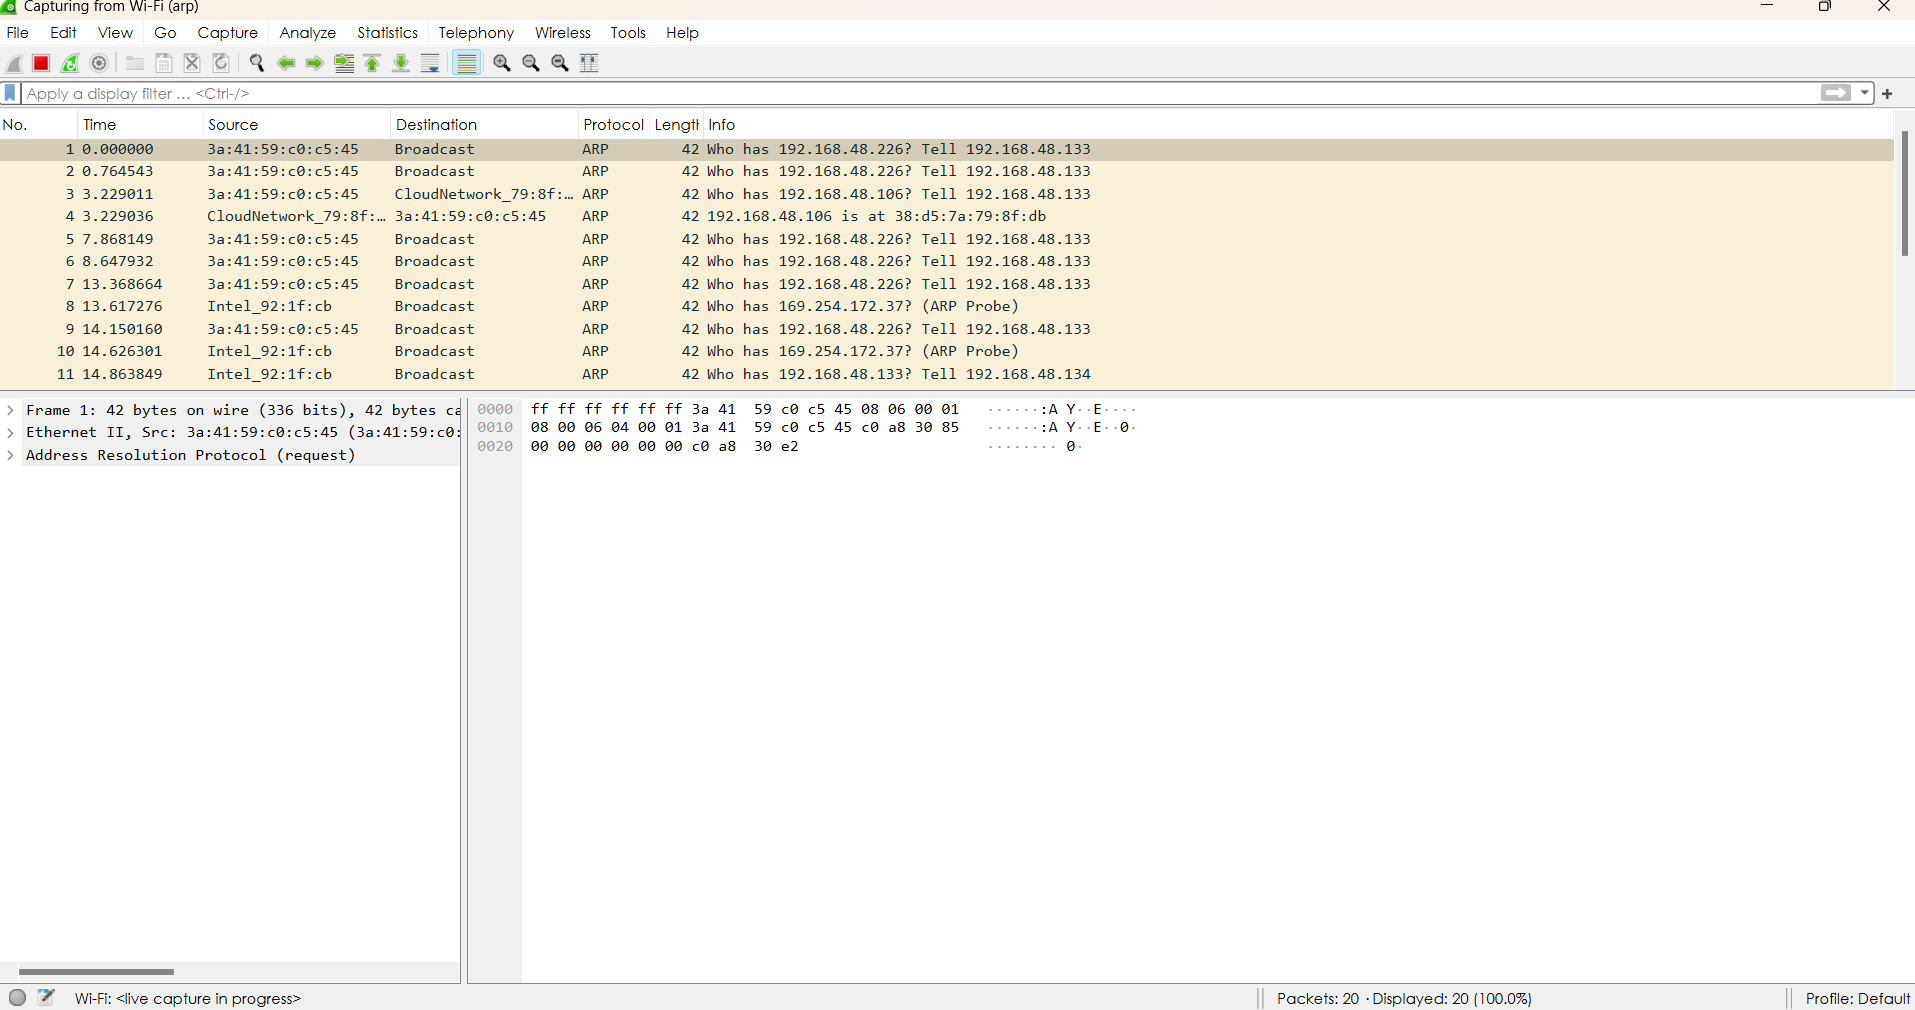 Capturing from Wi-Fi (arp)
File Edit View Go Capture Analyze Statistics Telephony Wireless Tools Help
Apply a display filter ... <Ctrl-/>
No. Time Source Destination Protocol Length Info
1 0.000000 3a:41:59:c0:c5:45 Broadcast ARP 42 Who has 192.168.48.226? Tell 192.168.48.133
2 0.764543 3a:41:59:c0:c5:45 Broadcast ARP 42 Who has 192.168.48.226? Tell 192.168.48.133
3 3.229011 3a:41:59:c0:c5:45 CloudNetwork_79:8f:… ARP 42 Who has 192.168.48.106? Tell 192.168.48.133
4 3.229036 CloudNetwork_79:8f:… 3a:41:59:c0:c5:45 ARP 42 192.168.48.106 is at 38:d5:7a:79:8f:db
5 7.868149 3a:41:59:c0:c5:45 Broadcast ARP 42 Who has 192.168.48.226? Tell 192.168.48.133
6 8.647932 3a:41:59:c0:c5:45 Broadcast ARP 42 Who has 192.168.48.226? Tell 192.168.48.133
7 13.368664 3a:41:59:c0:c5:45 Broadcast ARP 42 Who has 192.168.48.226? Tell 192.168.48.133
8 13.617276 Intel_92:1f:cb Broadcast ARP 42 Who has 169.254.172.37? (ARP Probe)
9 14.150160 3a:41:59:c0:c5:45 Broadcast ARP 42 Who has 192.168.48.226? Tell 192.168.48.133
10 14.626301 Intel_92:1f:cb Broadcast ARP 42 Who has 169.254.172.37? (ARP Probe)
11 14.863849 Intel_92:1f:cb Broadcast ARP 42 Who has 192.168.48.133? Tell 192.168.48.134
Frame 1: 42 bytes on wire (336 bits), 42 bytes ca
Ethernet II, Src: 3a:41:59:c0:c5:45 (3a:41:59:c0:
Address Resolution Protocol (request)
0000 ff ff ff ff ff ff 3a 41 59 c0 c5 45 08 06 00 01 ······:A Y··E····
0010 08 00 06 04 00 01 3a 41 59 c0 c5 45 c0 a8 30 85 ······:A Y··E··0·
0020 00 00 00 00 00 00 c0 a8 30 e2 ········ 0·
Wi-Fi: <live capture in progress> Packets: 20 · Displayed: 20 (100.0%) Profile: Default